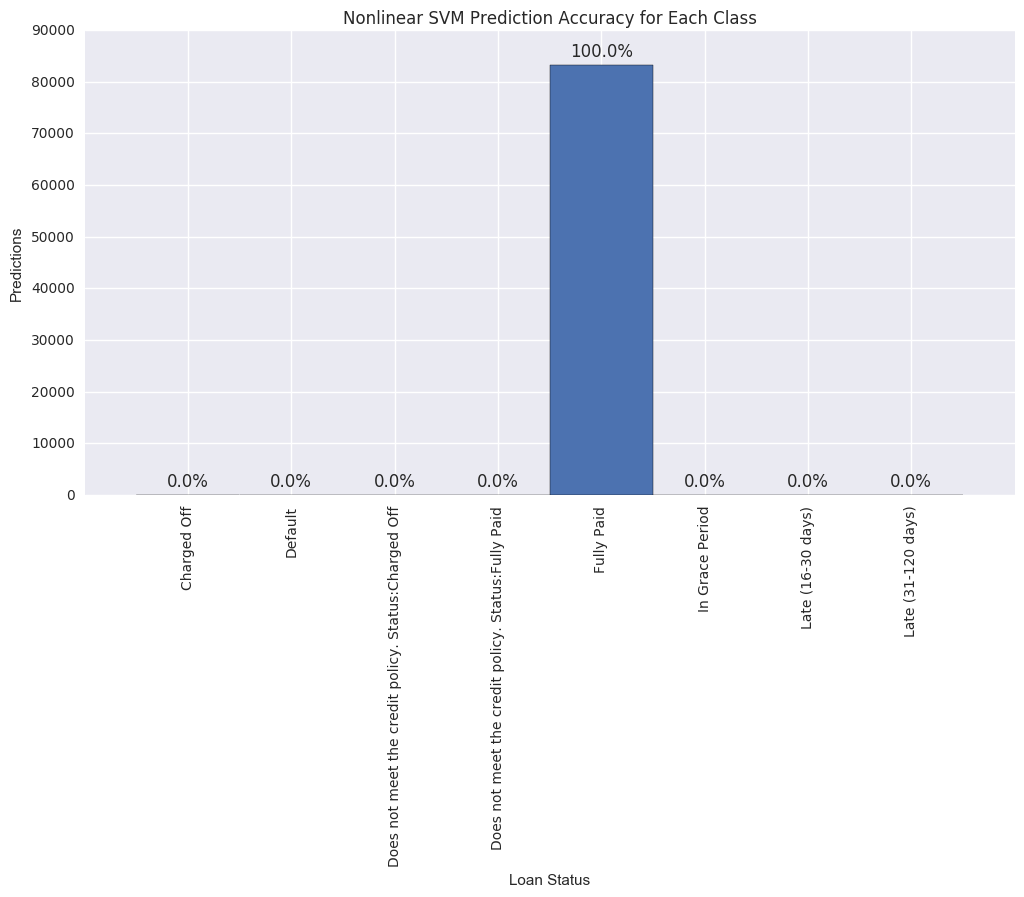 Nonlinear SVM Prediction Accuracy for Each Class
90000
80000
70000
60000
50000
40000
30000
20000
10000
0
Predictions
100.0%
0.0%
0.0%
0.0%
0.0%
0.0%
0.0%
0.0%
Charged Off
Default
Does not meet the credit policy. Status:Charged Off
Does not meet the credit policy. Status:Fully Paid
Fully Paid
In Grace Period
Late (16-30 days)
Late (31-120 days)
Loan Status